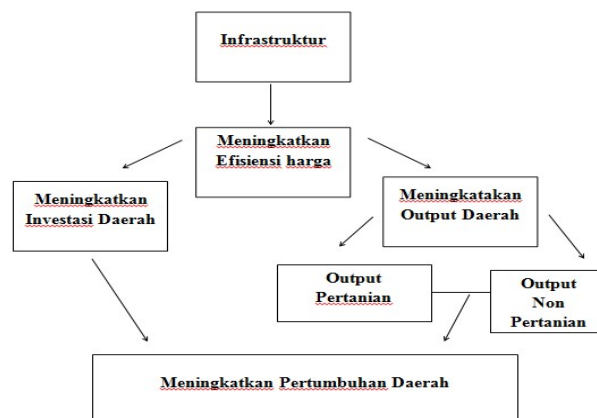 Infrastruktur
Meningkatkan
Efisiensi harga
Meningkatkan
Investasi Daerah
Meningkatakan
Output Daerah
Output
Pertanian
Output
Non
Pertanian
Meningkatkan Pertumbuhan Daerah